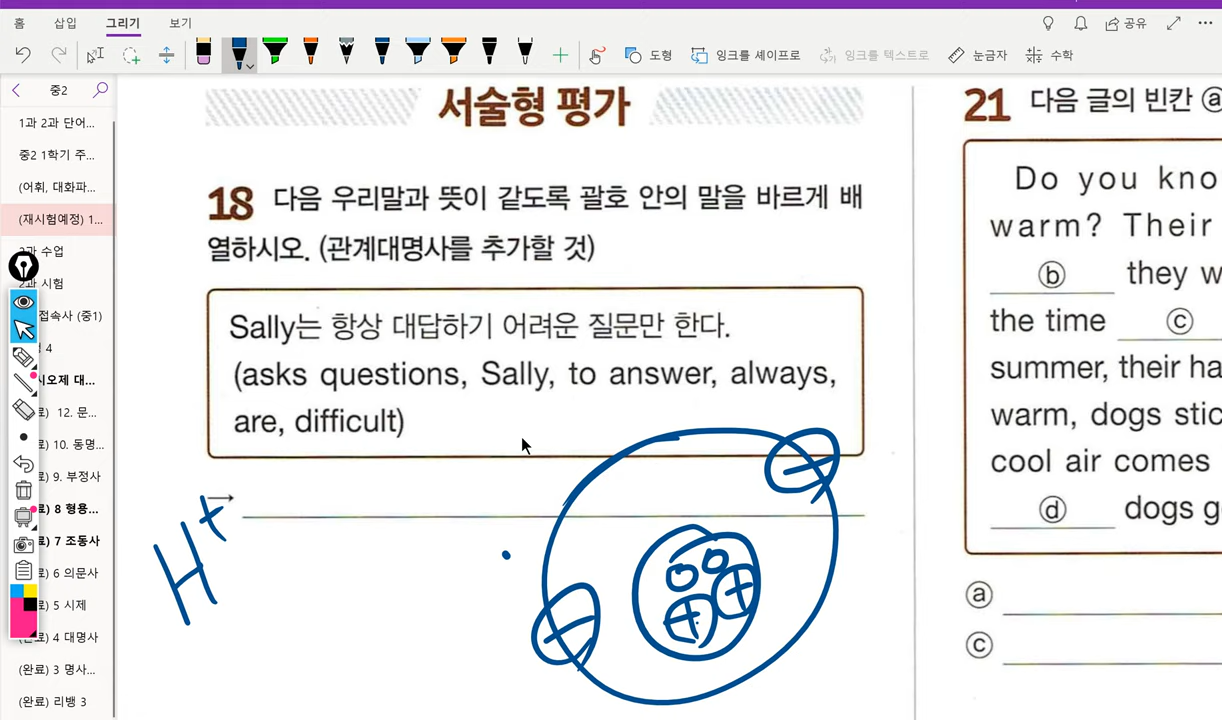 홈 삽입 그리기 보기
공유
도형 잉크를 셰이프로 잉크를 텍스트로 눈금자 수학
중2
1과 2과 단어...
중2 1학기 주...
(어휘, 대화파...
(재시험예정) 1...
과 수업
2과 시험
접속사 (중1)
4
시오제 대...
료) 12. 문...
료) 10. 동명...
료) 9. 부정사
료) 8 형용...
료) 7 조동사
료) 6 의문사
료) 5 시제
(완료) 4 대명사
(완료) 3 명사...
(완료) 리뱅 3
서술형 평가
18 다음 우리말과 뜻이 같도록 괄호 안의 말을 바르게 배
열하시오. (관계대명사를 추가할 것)
Sally는 항상 대답하기 어려운 질문만 한다.
(asks questions, Sally, to answer, always,
are, difficult)
→
H+
21 다음 글의 빈칸 ⓐ
Do you kno
warm? Their
ⓑ they w
the time ⓒ
summer, their ha
warm, dogs stic
cool air comes
ⓓ dogs g
ⓐ
ⓒ